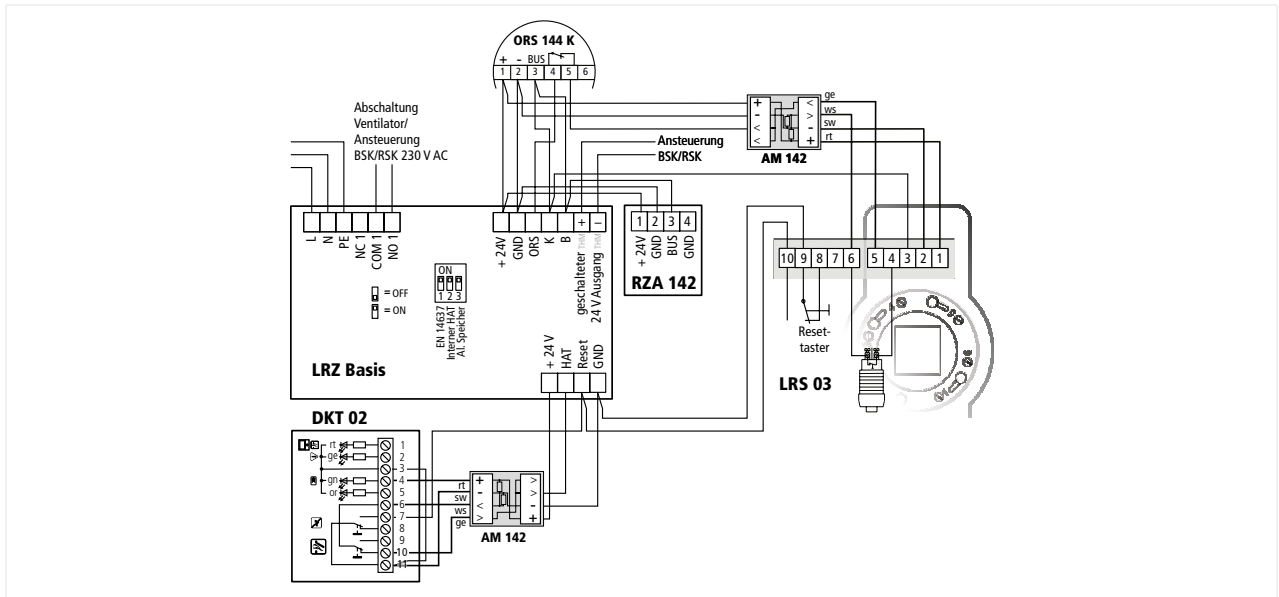 ORS 144 K
+ - BUS
1 2 3 4 5 6
Abschaltung
Ventilator/
Ansteuerung
BSK/RSK 230 V AC
Ansteuerung
BSK/RSK
+ - < <
< > - +
ge
ws
sw
rt
AM 142
L
N
PE
NC 1
COM 1
NO 1
+ 24V
GND
ORS
K
B
+ −
geschalteter THM
24 V Ausgang THM
1 2 3 4
+ 24V
GND
BUS
GND
RZA 142
ON
1 2 3
= OFF
= ON
EN 14637
Interner HAT
Al. Speicher
LRZ Basis
+ 24 V
HAT
Reset
GND
10 9 8 7 6 5 4 3 2 1
Reset-
taster
LRS 03
DKT 02
rt 1
ge 2
3
gn 4
or 5
6
7
8
9
10
11
rt
sw
ws
ge
+ - < >
> > - +
AM 142